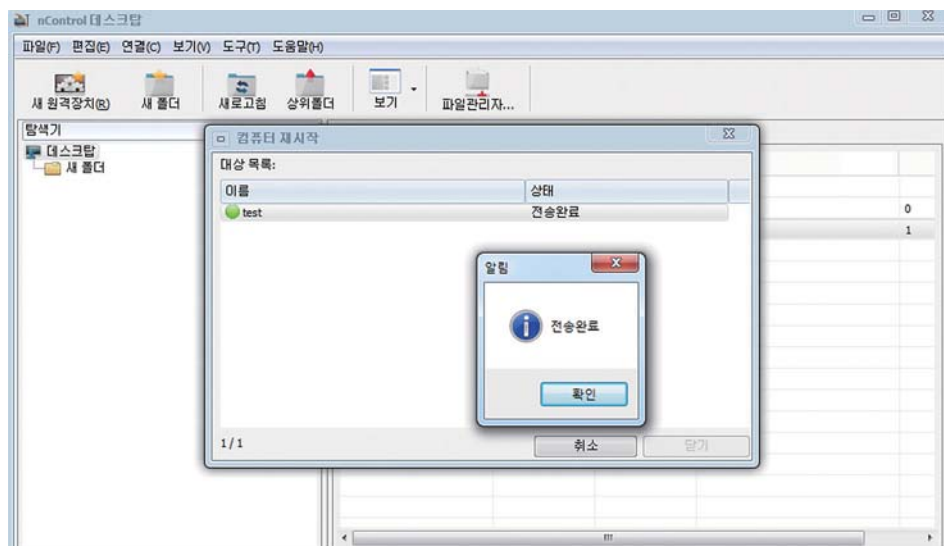 nControl 데스크탑
파일(F) 편집(E) 연결(C) 보기(V) 도구(T) 도움말(H)
새 원격장치(R) 새 폴더 새로고침 상위폴더 보기 파일관리자...
탐색기
데스크탑
새 폴더
컴퓨터 재시작
대상 목록:
이름 상태
test 전송완료
0
1
알림
전송완료
확인
1 / 1 취소 닫기